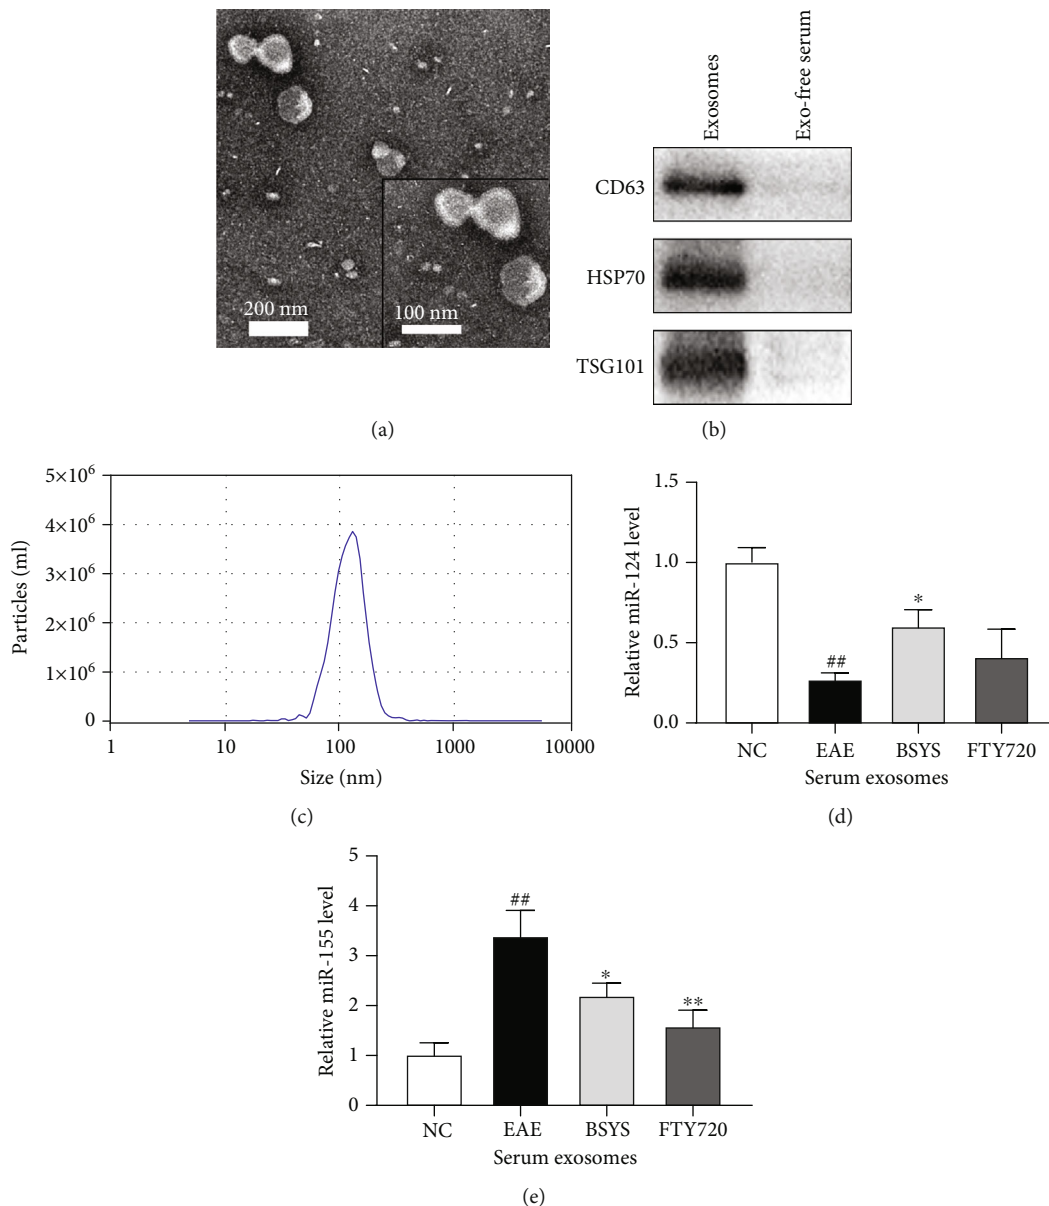 200 nm
100 nm
(a)
Exosomes
Exo-free serum
CD63
HSP70
TSG101
(b)
5×10⁶
4×10⁶
3×10⁶
2×10⁶
1×10⁶
0
Particles (ml)
1 10 100 1000 10000
Size (nm)
(c)
1.5
1.0
0.5
0.0
Relative miR-124 level
##
*
NC EAE BSYS FTY720
Serum exosomes
(d)
5
4
3
2
1
0
Relative miR-155 level
##
*
**
NC EAE BSYS FTY720
Serum exosomes
(e)